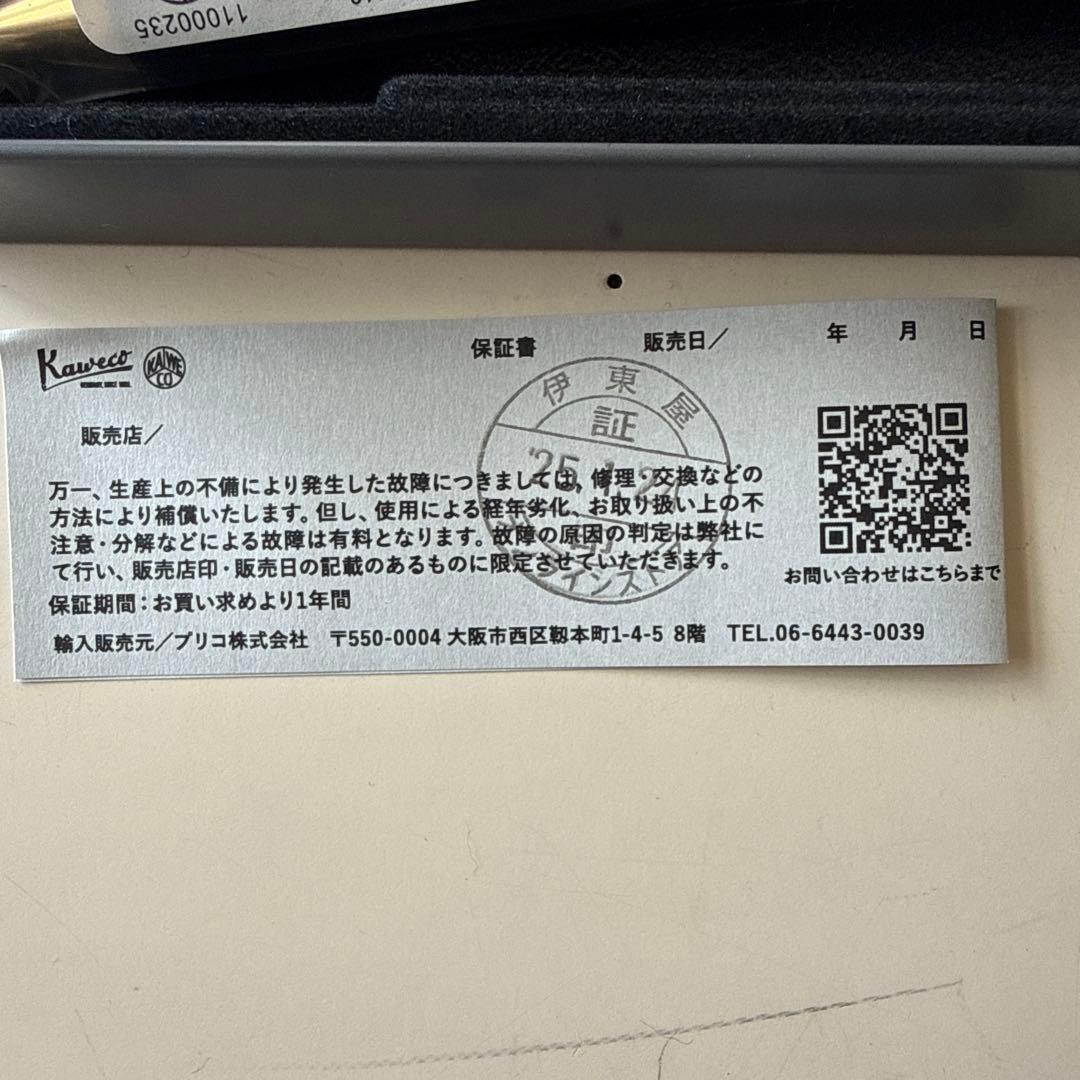 11000235
Kaweco
KA WE CO
保証書
販売日／ 年 月 日
販売店／
伊東屋
証
'25.1.2
万一、生産上の不備により発生した故障につきましては、修理・交換などの
方法により補償いたします。但し、使用による経年劣化、お取り扱い上の不
注意・分解などによる故障は有料となります。故障の原因の判定は弊社に
て行い、販売店印・販売日の記載のあるものに限定させていただきます。
保証期間：お買い求めより1年間
お問い合わせはこちらまで
輸入販売元／プリコ株式会社 〒550-0004 大阪市西区靱本町1-4-5 8階 TEL.06-6443-0039